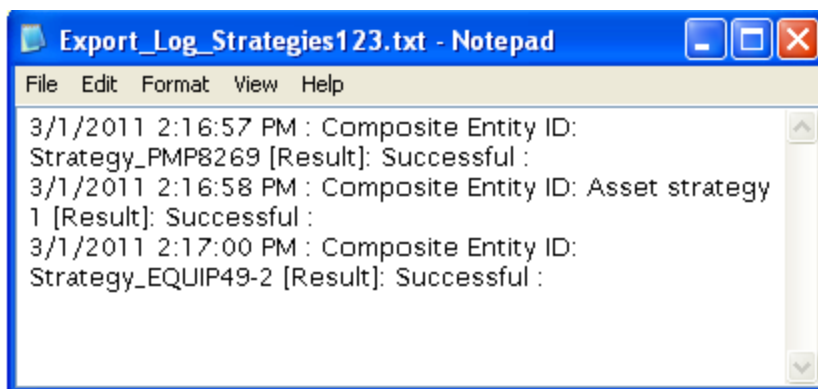 Export_Log_Strategies123.txt - Notepad
File Edit Format View Help
3/1/2011 2:16:57 PM : Composite Entity ID:
Strategy_PMP8269 [Result]: Successful :
3/1/2011 2:16:58 PM : Composite Entity ID: Asset strategy
1 [Result]: Successful :
3/1/2011 2:17:00 PM : Composite Entity ID:
Strategy_EQUIP49-2 [Result]: Successful :